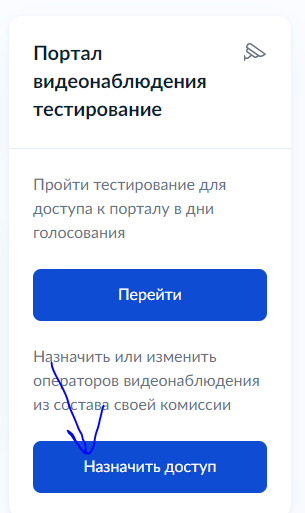 Портал
видеонаблюдения
тестирование
Пройти тестирование для
доступа к порталу в дни
голосования
Перейти
Назначить или изменить
операторов видеонаблюдения
из состава своей комиссии
Назначить доступ